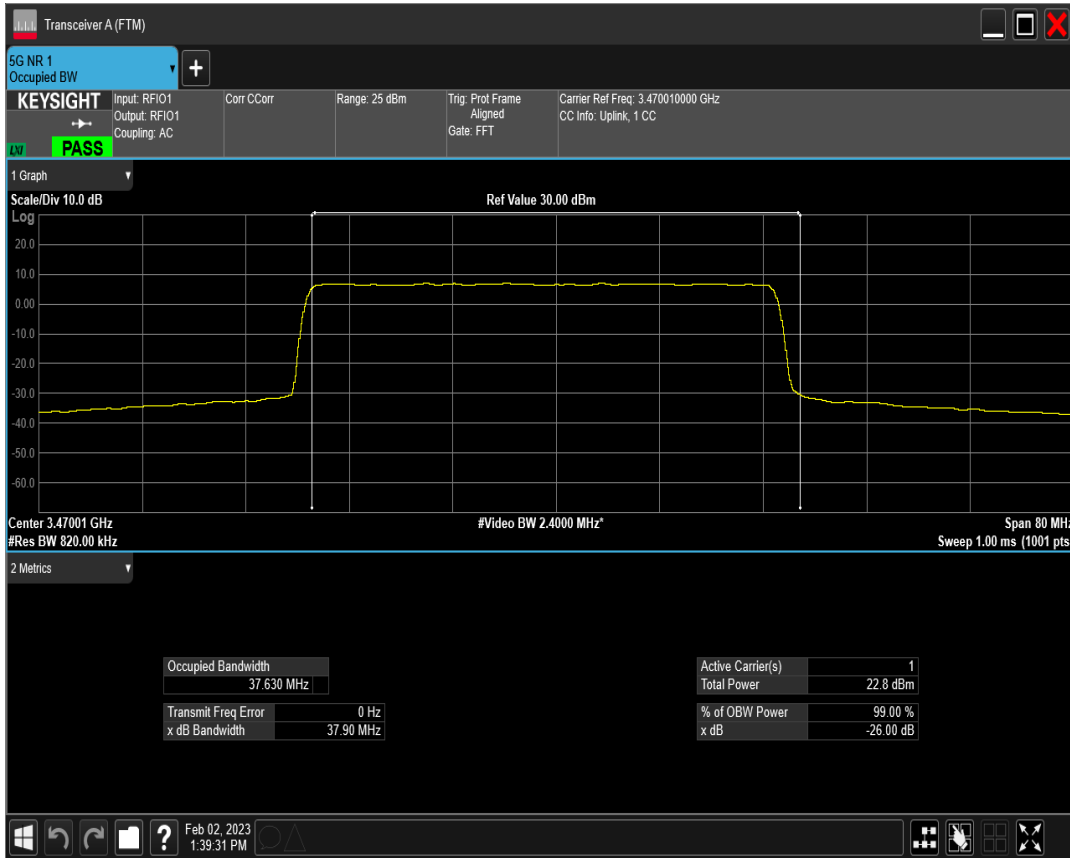 Transceiver A (FTM)
5G NR 1
Occupied BW
+
KEYSIGHT
LXI
PASS
Input: RFIO1
Output: RFIO1
Coupling: AC
Corr CCorr
Range: 25 dBm
Trig: Prot Frame
Aligned
Gate: FFT
Carrier Ref Freq: 3.470010000 GHz
CC Info: Uplink, 1 CC
1 Graph
Scale/Div 10.0 dB
Ref Value 30.00 dBm
Log
20.0
10.0
0.00
-10.0
-20.0
-30.0
-40.0
-50.0
-60.0
Center 3.47001 GHz
#Video BW 2.4000 MHz*
Span 80 MHz
#Res BW 820.00 kHz
Sweep 1.00 ms (1001 pts
2 Metrics
Occupied Bandwidth
37.630 MHz
Transmit Freq Error 0 Hz
x dB Bandwidth 37.90 MHz
Active Carrier(s) 1
Total Power 22.8 dBm
% of OBW Power 99.00 %
x dB -26.00 dB
?
Feb 02, 2023
1:39:31 PM